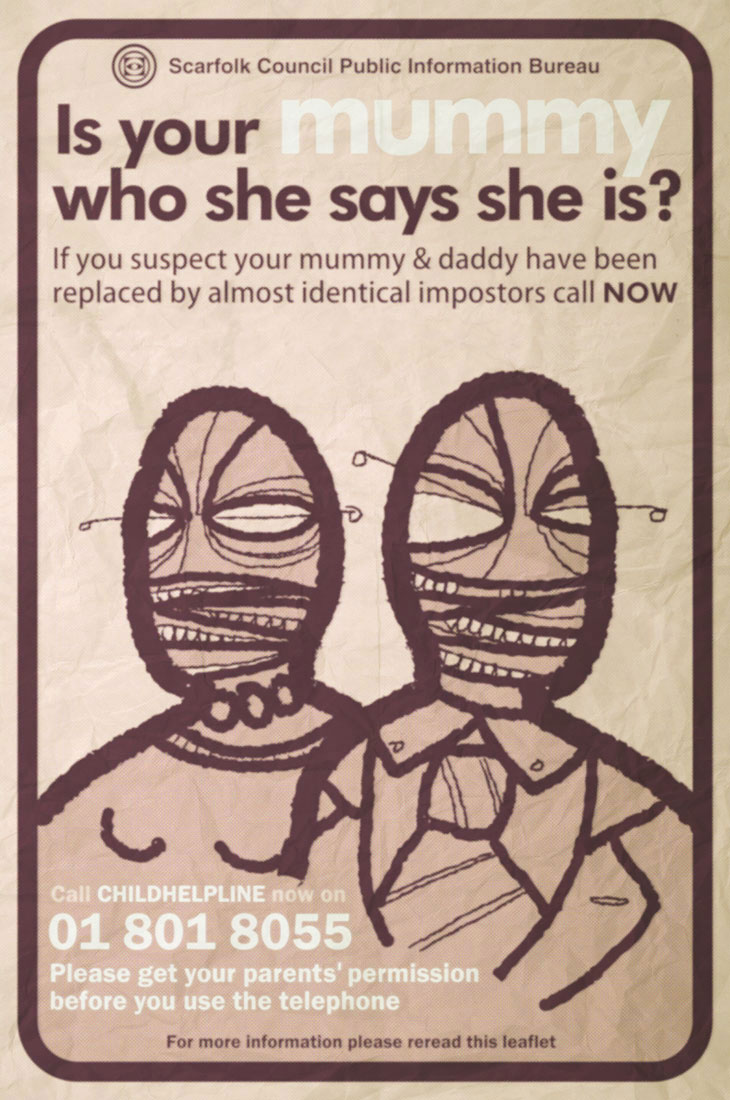 Scarfolk Council Public Information Bureau
Is your mummy
who she says she is?
If you suspect your mummy & daddy have been
replaced by almost identical impostors call NOW
Call CHILDHELPLINE now on
01 801 8055
Please get your parents' permission
before you use the telephone
For more information please reread this leaflet